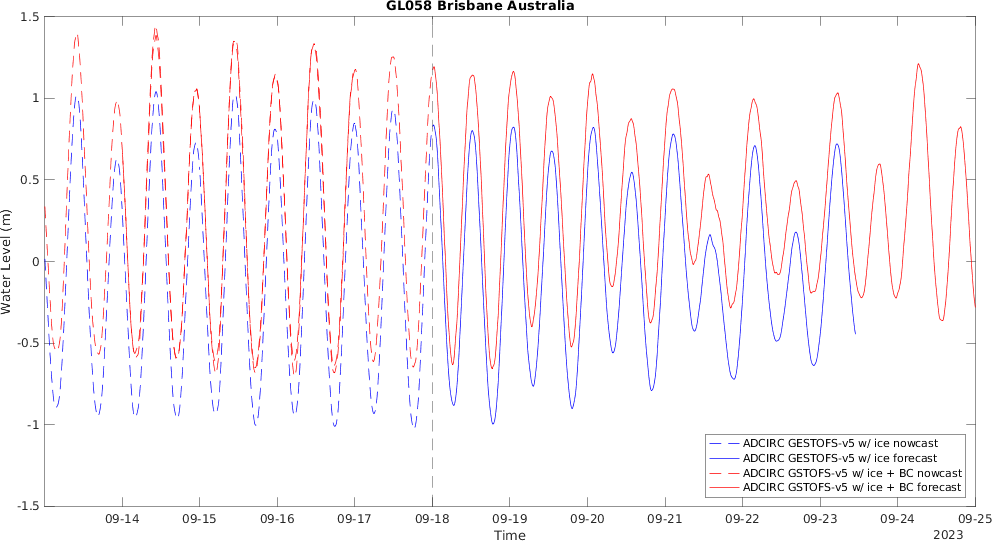 GL058 Brisbane Australia
1.5
1
0.5
0
-0.5
-1
-1.5
Water Level (m)
ADCIRC GESTOFS-v5 w/ ice nowcast
ADCIRC GESTOFS-v5 w/ ice forecast
ADCIRC GSTOFS-v5 w/ ice + BC nowcast
ADCIRC GSTOFS-v5 w/ ice + BC forecast
09-14 09-15 09-16 09-17 09-18 09-19 09-20 09-21 09-22 09-23 09-24 09-25
Time
2023